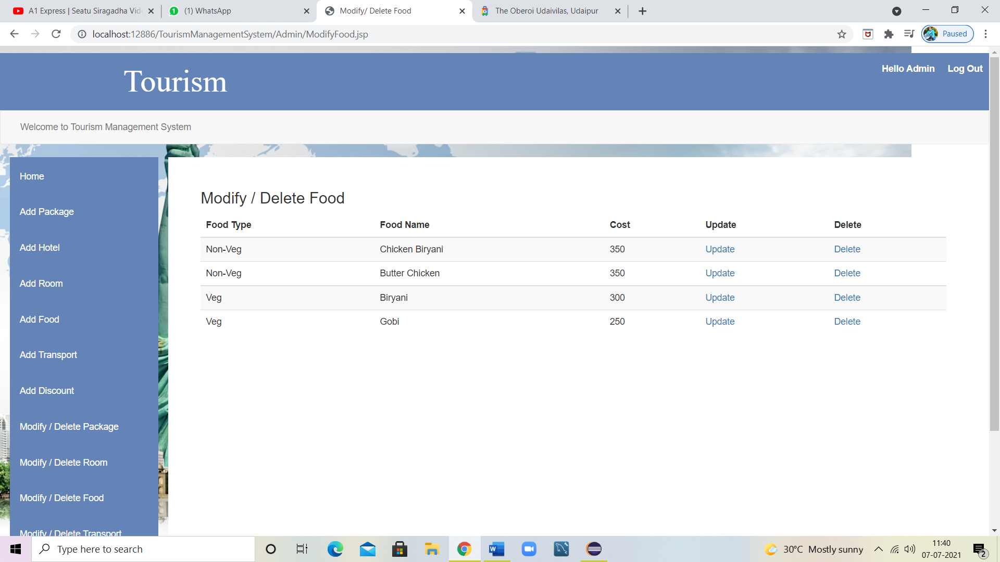 A1 Express | Seatu Siragadha Vid
(1) WhatsApp
Modify/ Delete Food
The Oberoi Udaivilas, Udaipur
localhost:12886/TourismManagementSystem/Admin/ModifyFood.jsp
Paused
Tourism
Hello Admin Log Out
Welcome to Tourism Management System
Home
Add Package
Add Hotel
Add Room
Add Food
Add Transport
Add Discount
Modify / Delete Package
Modify / Delete Room
Modify / Delete Food
Modify / Delete Transport
Modify / Delete Food
Food Type Food Name Cost Update Delete
Non-Veg Chicken Biryani 350 Update Delete
Non-Veg Butter Chicken 350 Update Delete
Veg Biryani 300 Update Delete
Veg Gobi 250 Update Delete
Type here to search
30°C Mostly sunny
11:40
07-07-2021
2